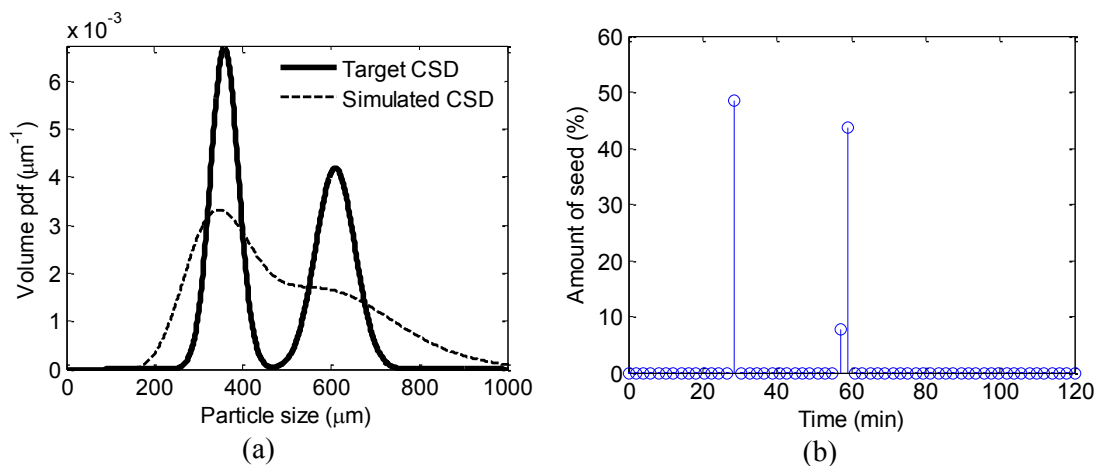 x 10⁻³
6
5
4
3
2
1
0
Volume pdf (μm⁻¹)
Target CSD
Simulated CSD
0 200 400 600 800 1000
Particle size (μm)
(a)
60
50
40
30
20
10
0
Amount of seed (%)
0 20 40 60 80 100 120
Time (min)
(b)